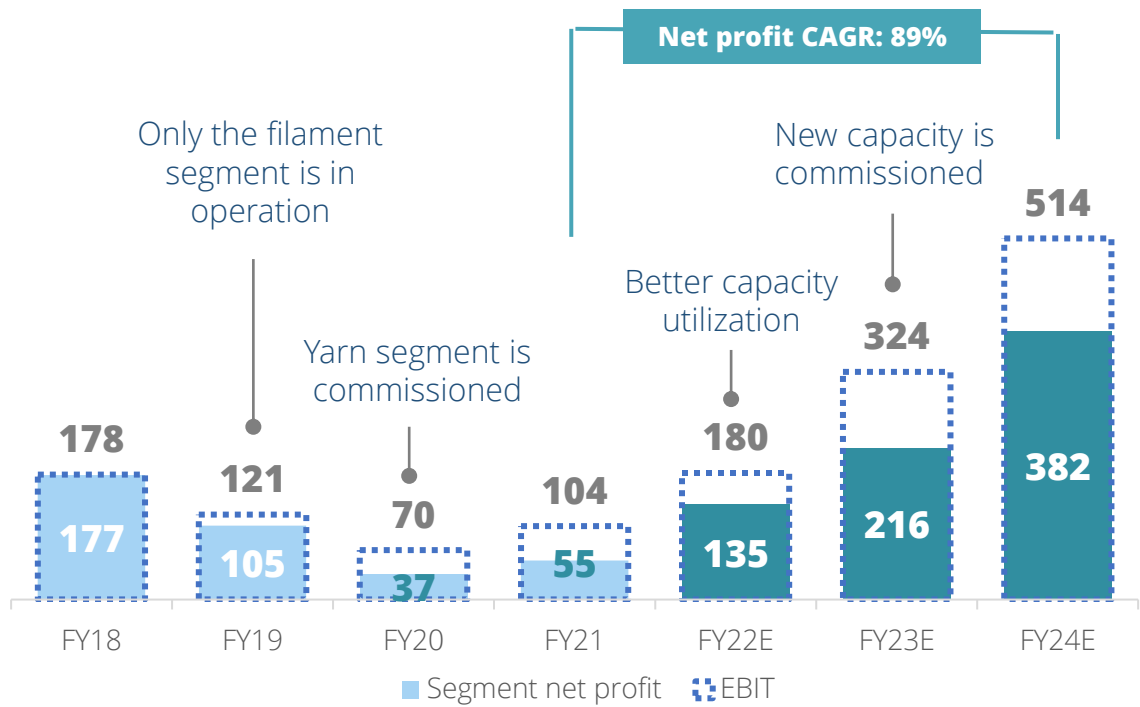 Net profit CAGR: 89%
Only the filament
segment is in
operation
New capacity is
commissioned
514
Better capacity
utilization
324
Yarn segment is
commissioned
178
180
121
104
70
382
177
216
135
105
55
37
FY18 FY19 FY20 FY21 FY22E FY23E FY24E
Segment net profit EBIT